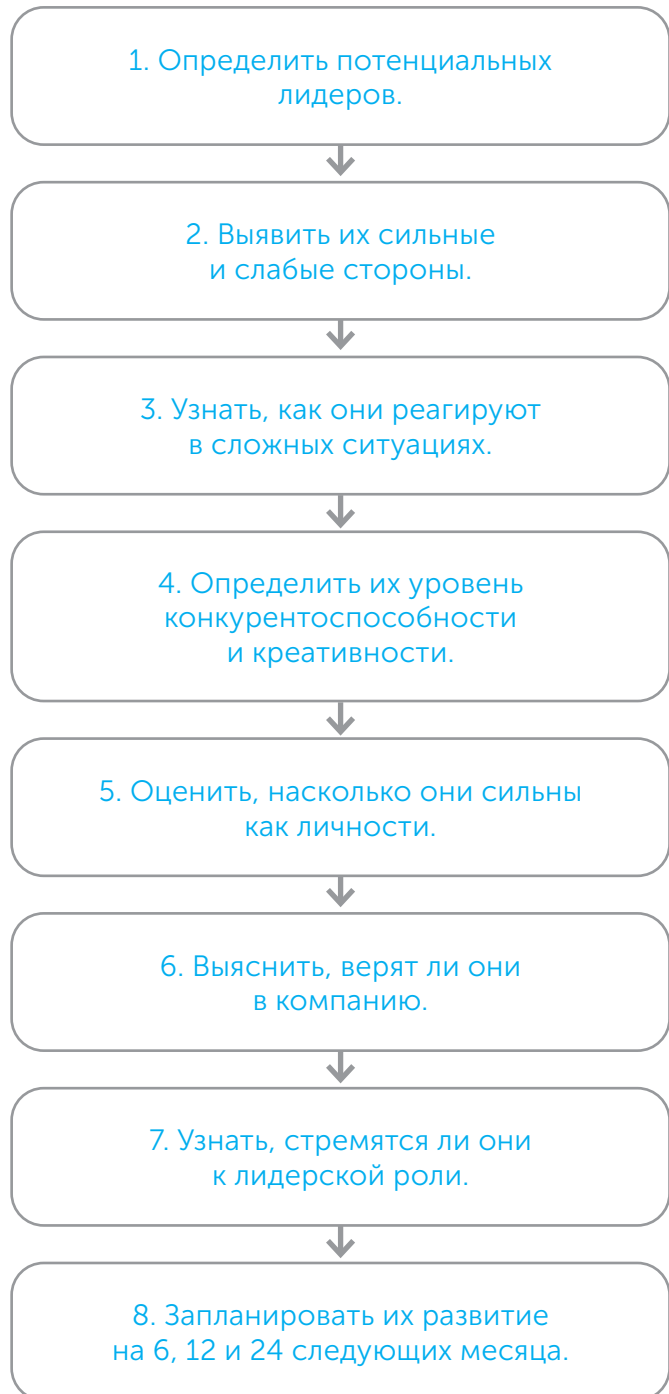 1. Определить потенциальных
лидеров.
2. Выявить их сильные
и слабые стороны.
3. Узнать, как они реагируют
в сложных ситуациях.
4. Определить их уровень
конкурентоспособности
и креативности.
5. Оценить, насколько они сильны
как личности.
6. Выяснить, верят ли они
в компанию.
7. Узнать, стремятся ли они
к лидерской роли.
8. Запланировать их развитие
на 6, 12 и 24 следующих месяца.